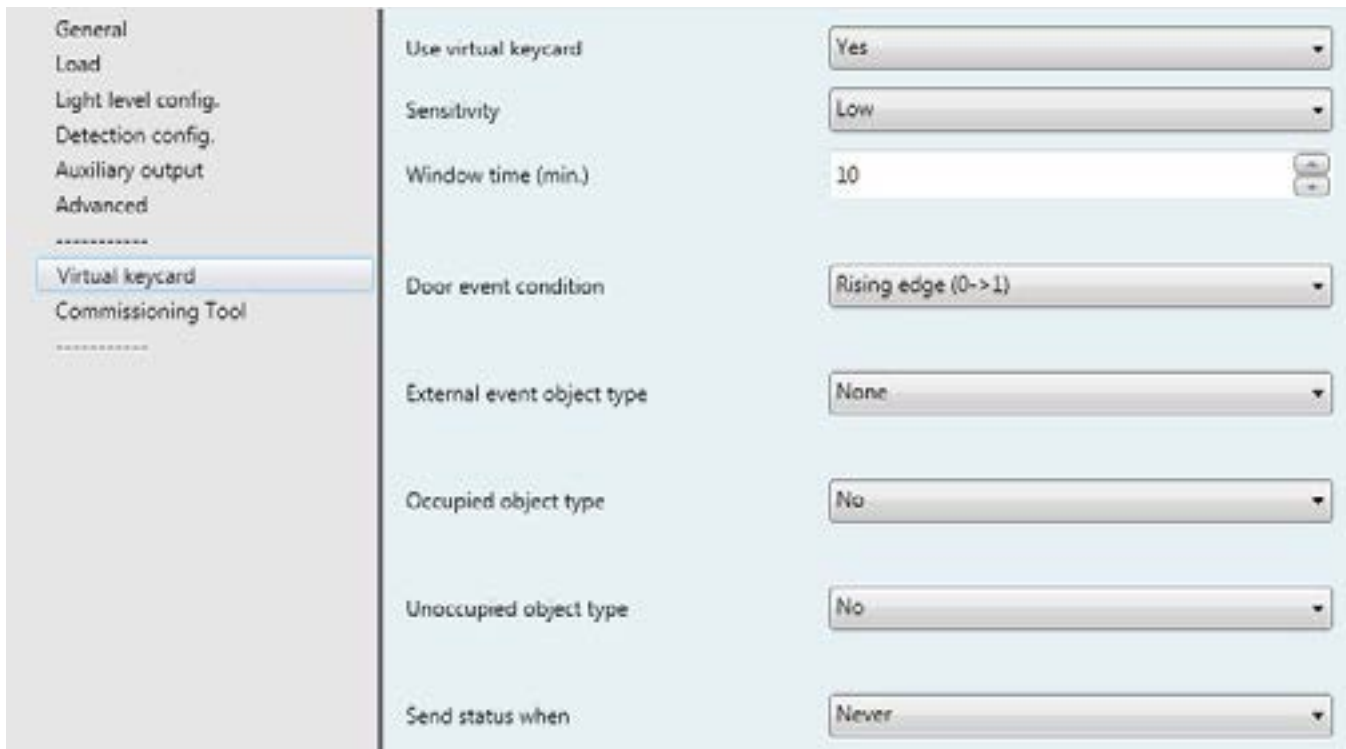 General
Load
Light level config.
Detection config.
Auxiliary output
Advanced
-----------
Virtual keycard
Commissioning Tool
-----------
Use virtual keycard Yes
Sensitivity Low
Window time (min.) 10
Door event condition Rising edge (0->1)
External event object type None
Occupied object type No
Unoccupied object type No
Send status when Never